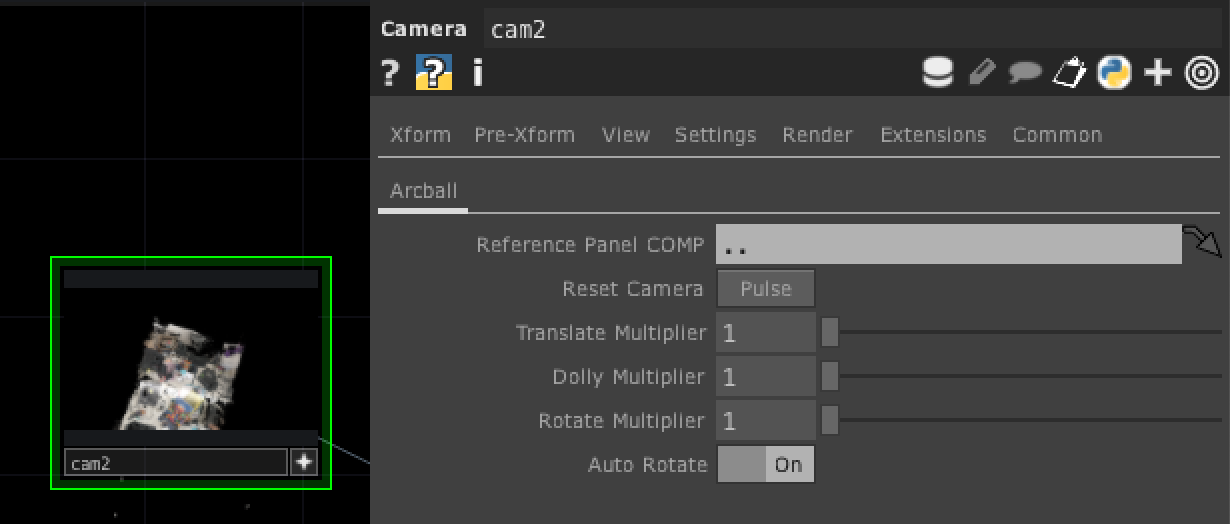 Camera cam2
? ? i
Xform Pre-Xform View Settings Render Extensions Common
Arcball
Reference Panel COMP ..
Reset Camera Pulse
Translate Multiplier 1
Dolly Multiplier 1
Rotate Multiplier 1
Auto Rotate On
cam2